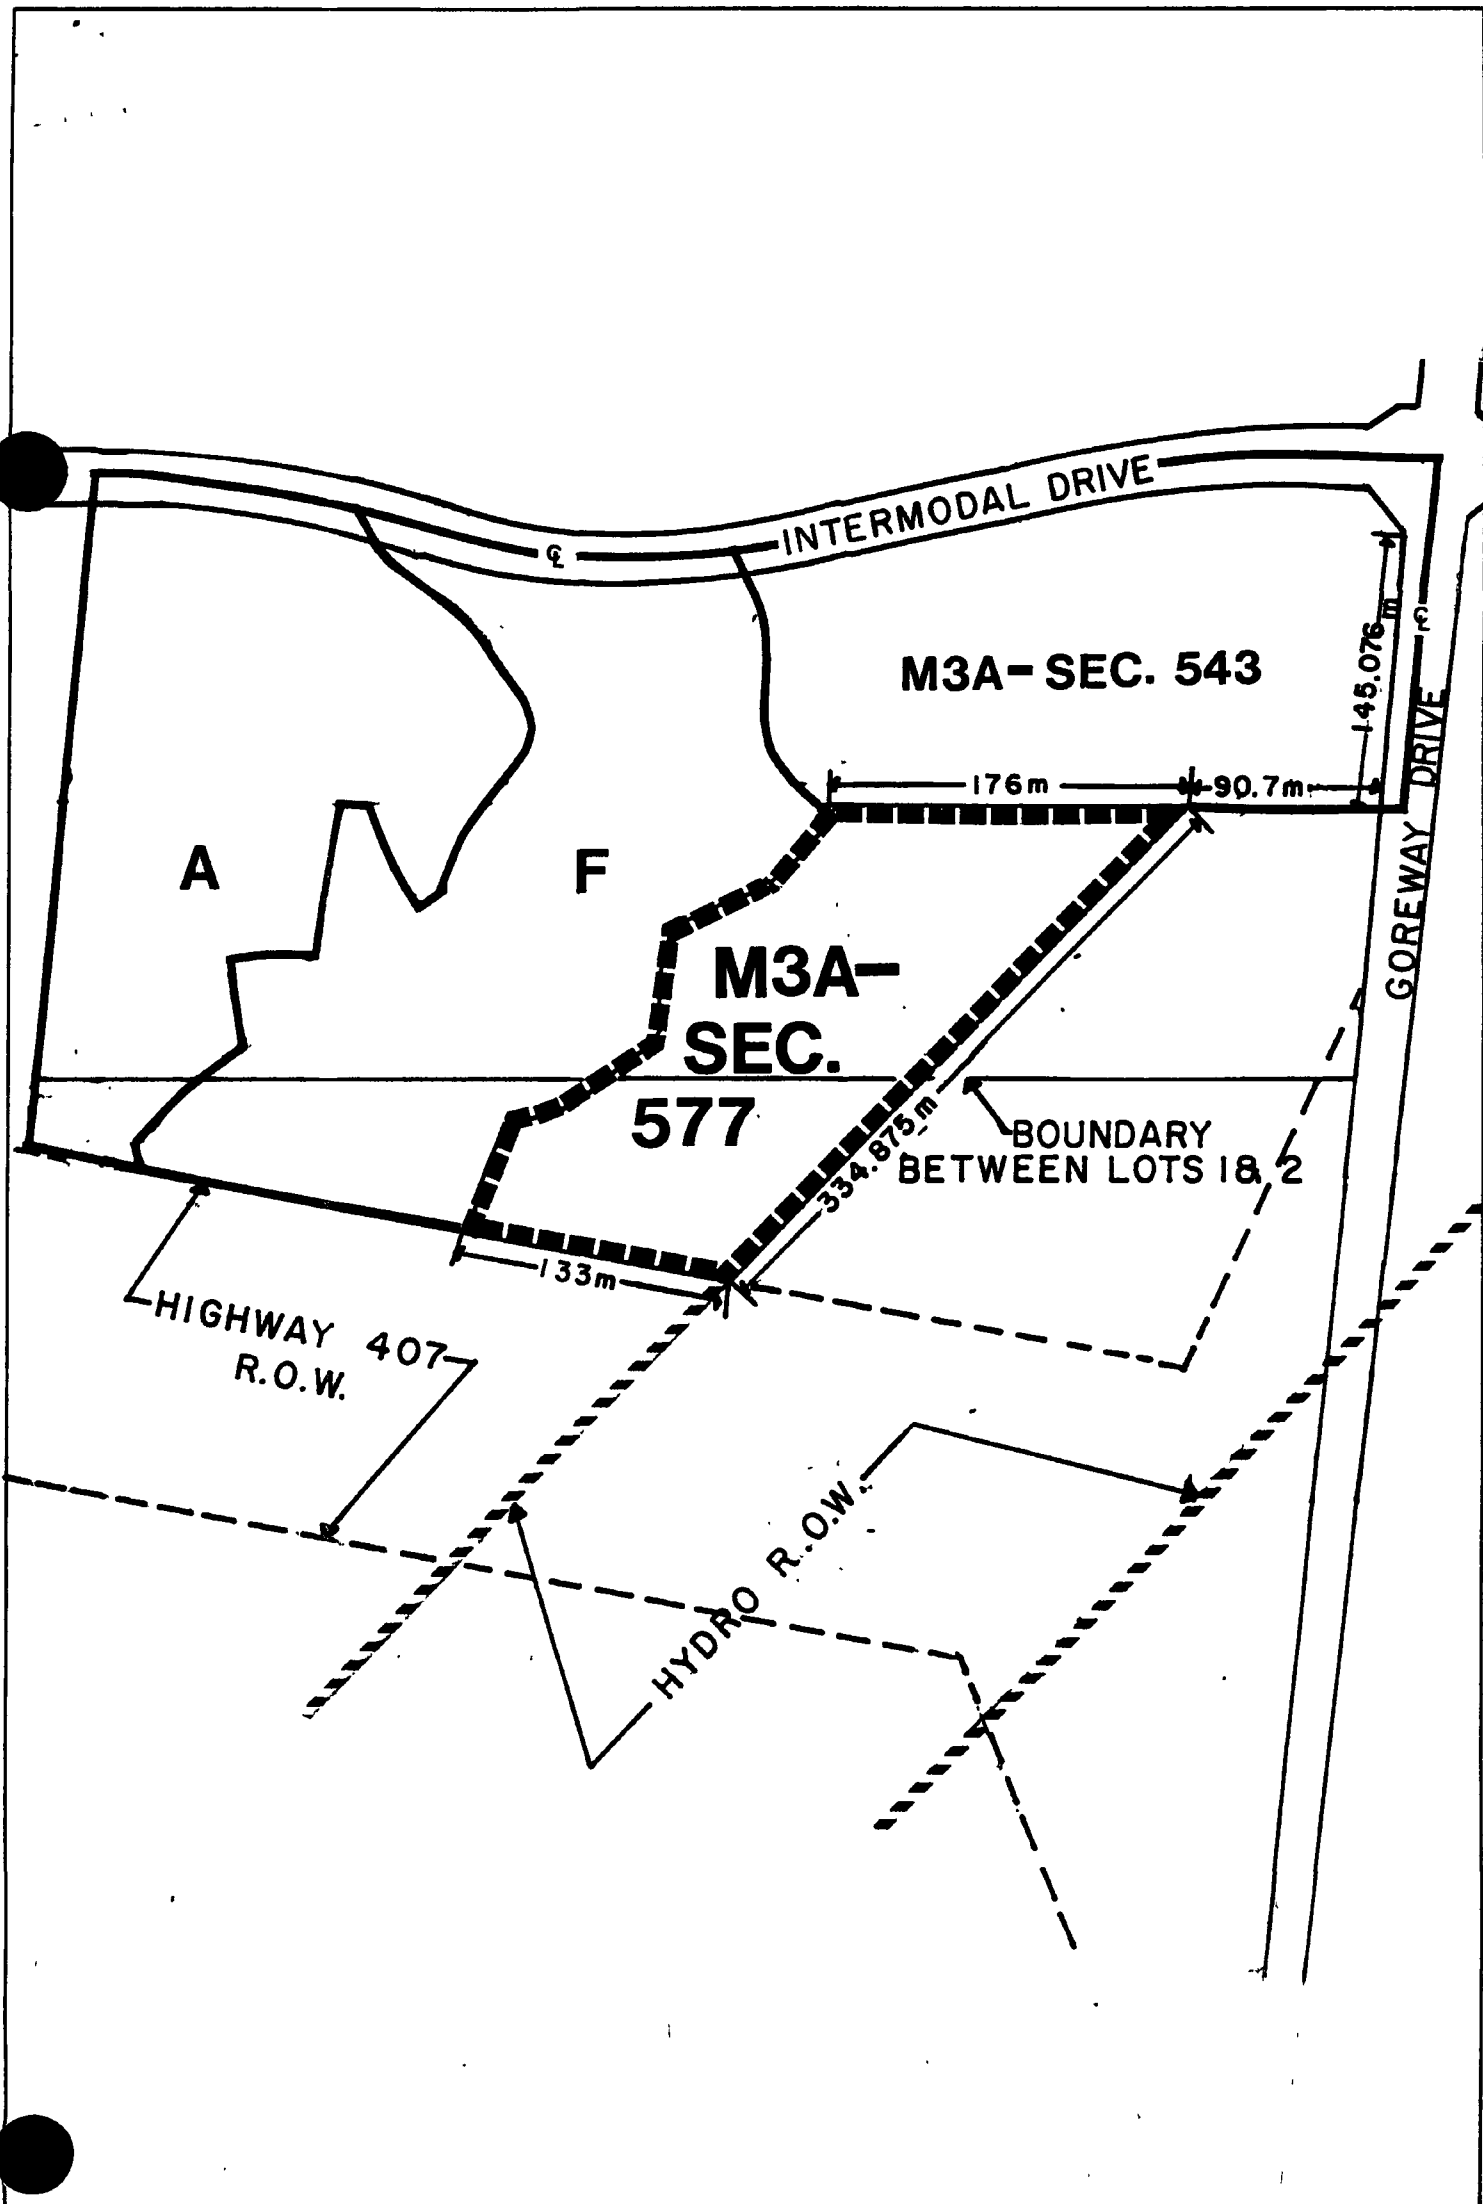 INTERMODAL DRIVE
℄
℄
M3A-SEC. 543
145.076 m
GOREWAY DRIVE
176m
90.7m
A
F
M3A-
SEC.
577
334.875 m
BOUNDARY
BETWEEN LOTS 1 & 2
133m
HIGHWAY 407
R.O.W.
HYDRO R.O.W.